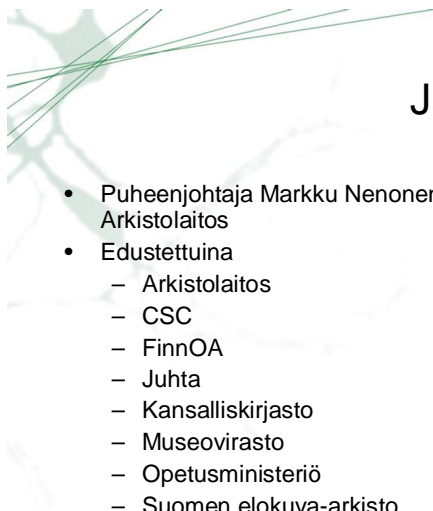 J
• Puheenjohtaja Markku Nenonen
Arkistolaitos
• Edustettuina
– Arkistolaitos
– CSC
– FinnOA
– Juhta
– Kansalliskirjasto
– Museovirasto
– Opetusministeriö
– Suomen elokuva-arkisto